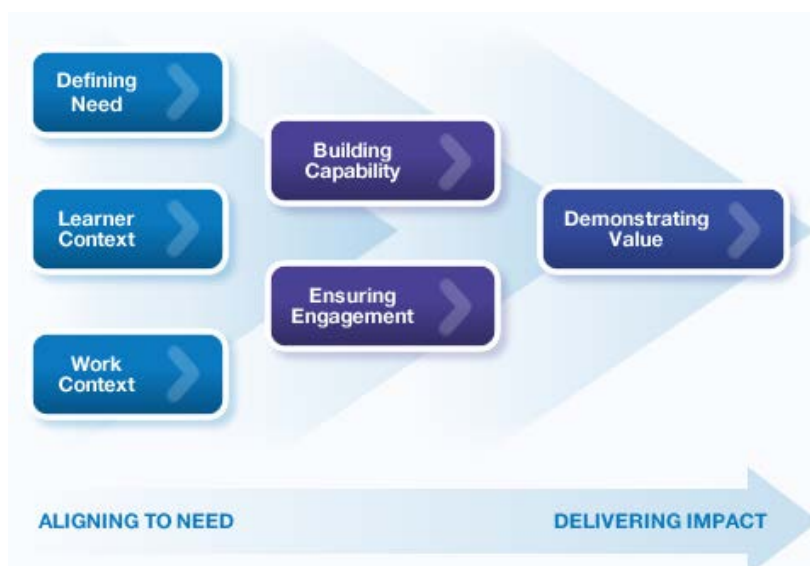 Defining
Need
Learner
Context
Work
Context
Building
Capability
Ensuring
Engagement
Demonstrating
Value
ALIGNING TO NEED
DELIVERING IMPACT